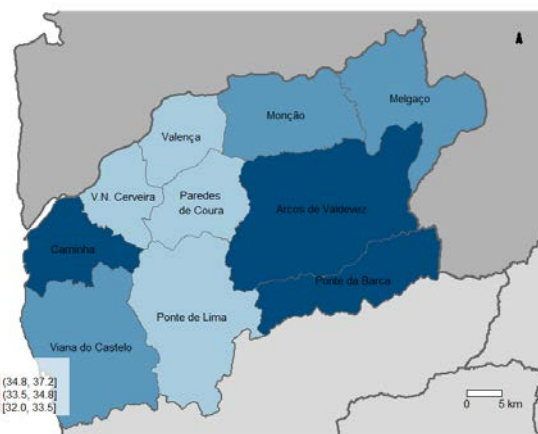 Melgaço
Monção
Valença
V.N. Cerveira
Paredes
de Coura
Arcos de Valdevez
Caminha
Ponte da Barca
Ponte de Lima
Viana do Castelo
(34.8, 37.2]
(33.5, 34.8]
[32.0, 33.5]
0 5 km